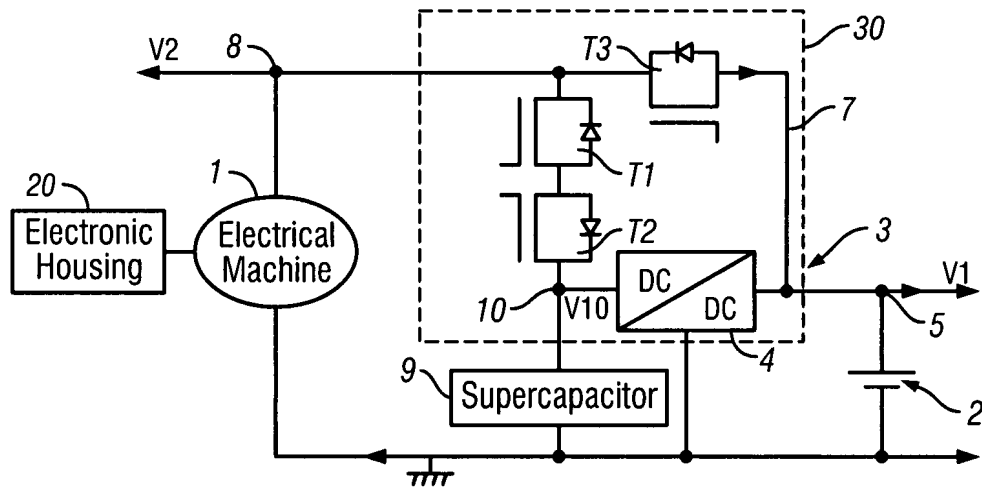 8
V2
T3
30
7
T1
20
1
Electronic
Housing
Electrical
Machine
T2
DC
DC
3
V1
10
V10
5
4
9
Supercapacitor
2